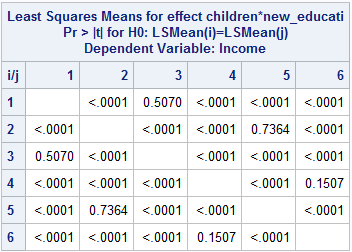 Least Squares Means for effect children*new_educati
Pr > |t| for H0: LSMean(i)=LSMean(j)
Dependent Variable: Income
i/j 1 2 3 4 5 6
1 <.0001 0.5070 <.0001 <.0001 <.0001
2 <.0001 <.0001 <.0001 0.7364 <.0001
3 0.5070 <.0001 <.0001 <.0001 <.0001
4 <.0001 <.0001 <.0001 <.0001 0.1507
5 <.0001 0.7364 <.0001 <.0001 <.0001
6 <.0001 <.0001 <.0001 0.1507 <.0001